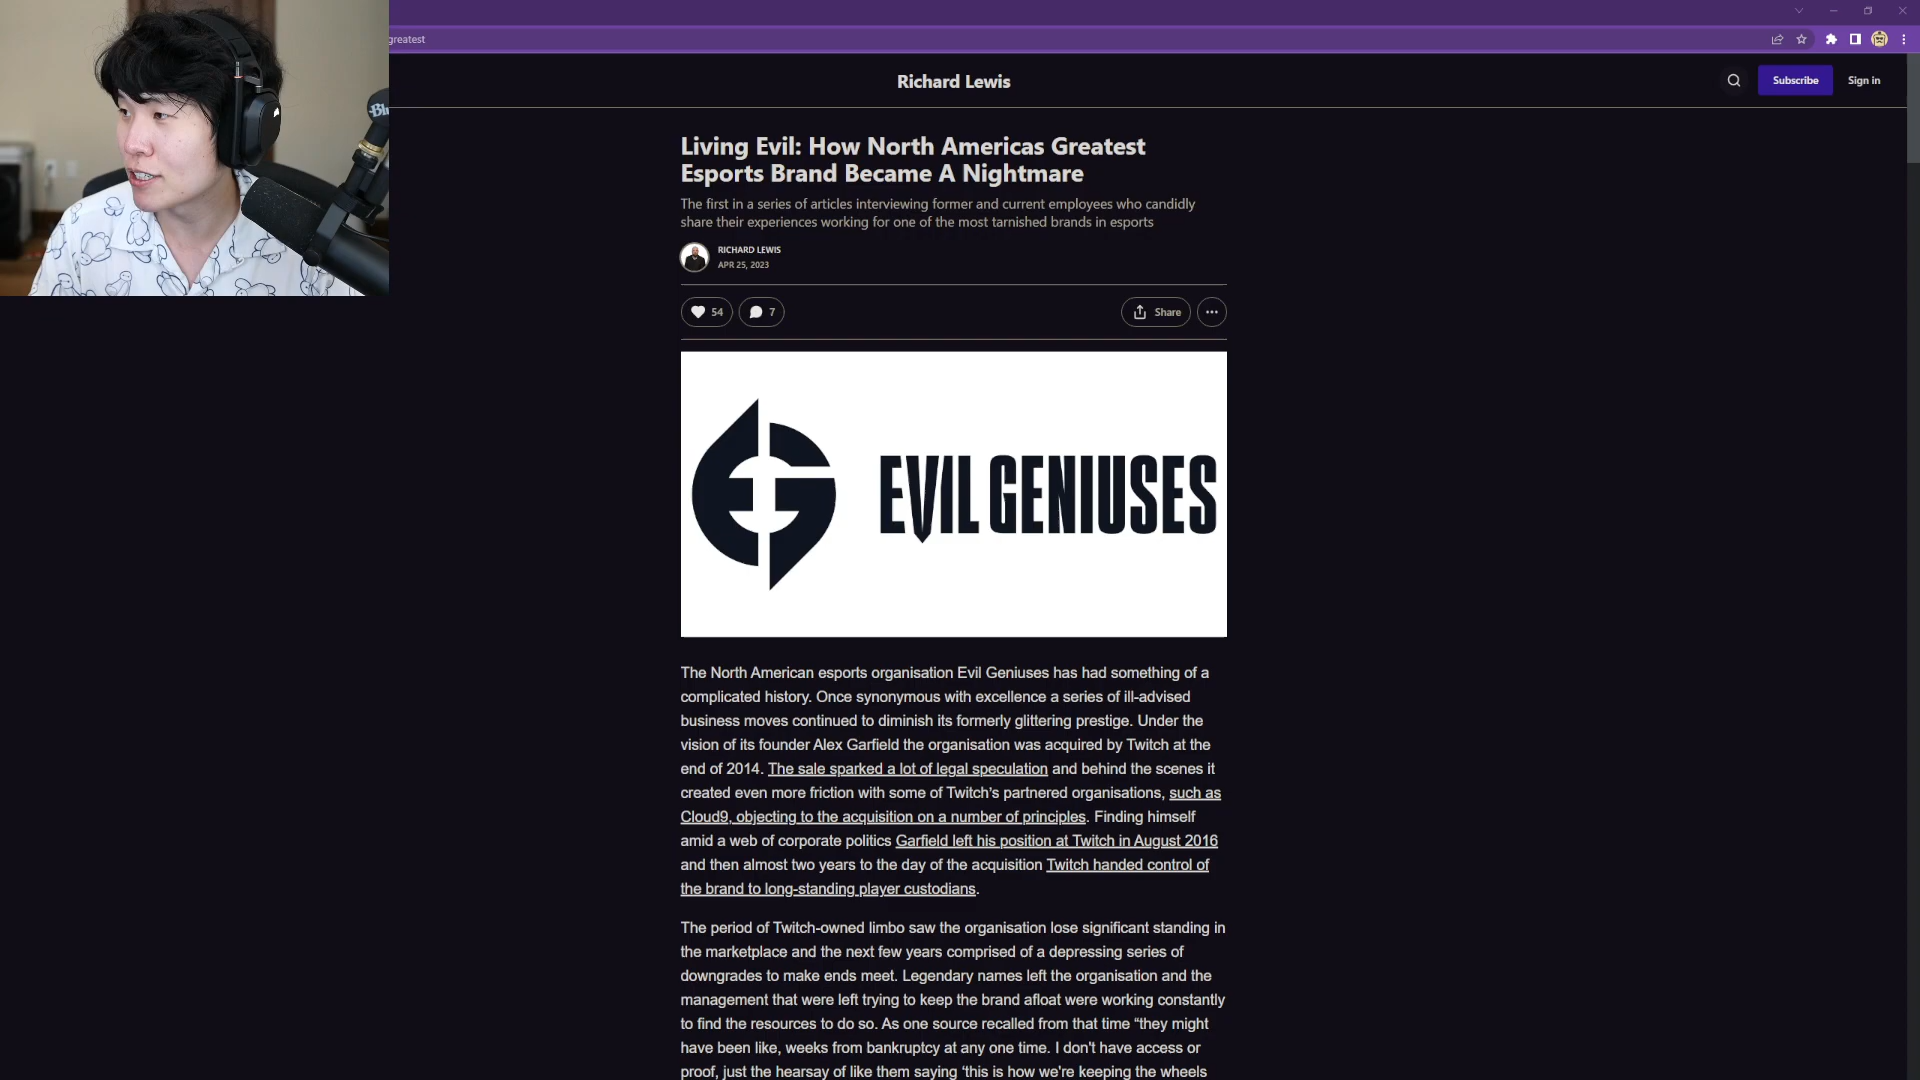 greatest
Richard Lewis
Subscribe
Sign in
Living Evil: How North Americas Greatest
Esports Brand Became A Nightmare
The first in a series of articles interviewing former and current employees who candidly
share their experiences working for one of the most tarnished brands in esports
RICHARD LEWIS
APR 25, 2023
54
7
Share
EVIL GENIUSES
The North American esports organisation Evil Geniuses has had something of a
complicated history. Once synonymous with excellence a series of ill-advised
business moves continued to diminish its formerly glittering prestige. Under the
vision of its founder Alex Garfield the organisation was acquired by Twitch at the
end of 2014. The sale sparked a lot of legal speculation and behind the scenes it
created even more friction with some of Twitch’s partnered organisations, such as
Cloud9, objecting to the acquisition on a number of principles. Finding himself
amid a web of corporate politics Garfield left his position at Twitch in August 2016
and then almost two years to the day of the acquisition Twitch handed control of
the brand to long-standing player custodians.
The period of Twitch-owned limbo saw the organisation lose significant standing in
the marketplace and the next few years comprised of a depressing series of
downgrades to make ends meet. Legendary names left the organisation and the
management that were left trying to keep the brand afloat were working constantly
to find the resources to do so. As one source recalled from that time “they might
have been like, weeks from bankruptcy at any one time. I don't have access or
proof, just the hearsay of like them saying ‘this is how we're keeping the wheels